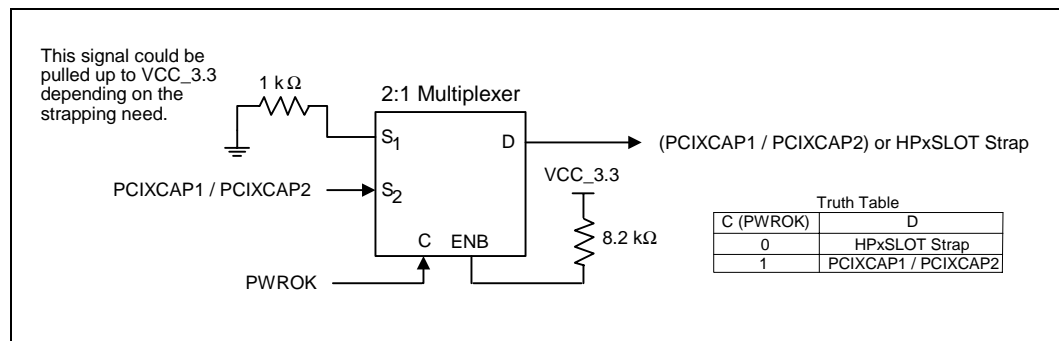 This signal could be
pulled up to VCC_3.3
depending on the
strapping need.
1 kΩ
2:1 Multiplexer
S1
D
(PCIXCAP1 / PCIXCAP2) or HPxSLOT Strap
VCC_3.3
PCIXCAP1 / PCIXCAP2
S2
8.2 kΩ
C
ENB
PWROK
Truth Table
C (PWROK) D
0 HPxSLOT Strap
1 PCIXCAP1 / PCIXCAP2